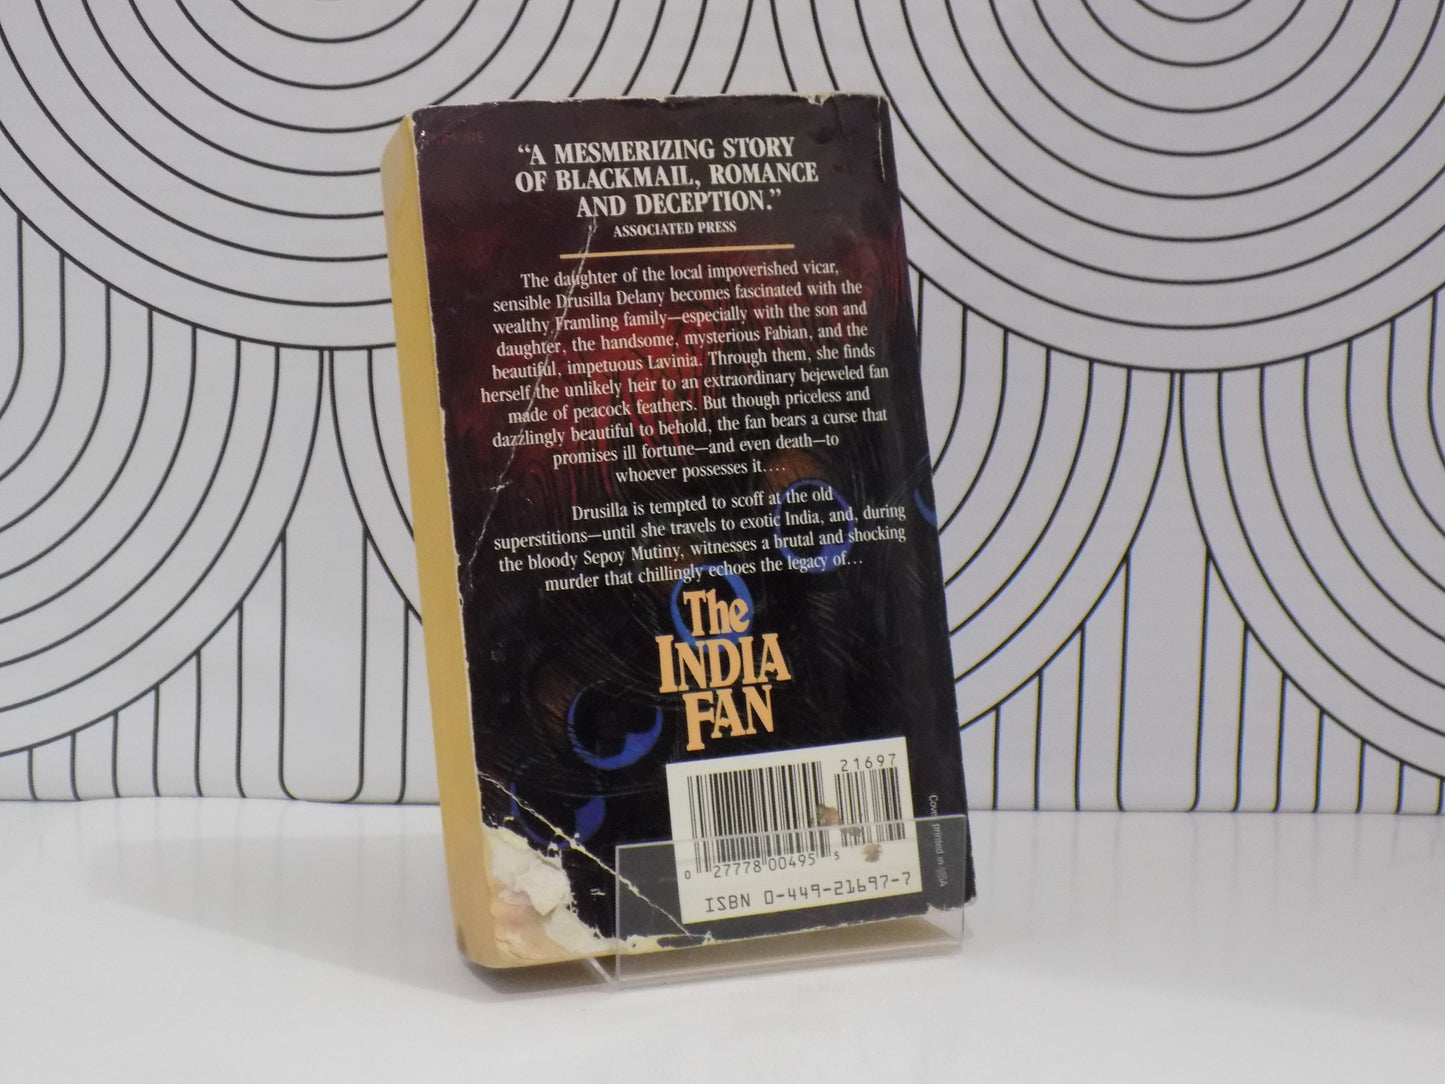 “A MESMERIZING STORY
OF BLACKMAIL, ROMANCE
AND DECEPTION.”
ASSOCIATED PRESS
The daughter of the local impoverished vicar,
sensible Drusilla Delany becomes fascinated with the
wealthy Framling family—especially with the son and
daughter, the handsome, mysterious Fabian, and the
beautiful, impetuous Lavinia. Through them, she finds
herself the unlikely heir to an extraordinary bejeweled fan
made of peacock feathers. But though priceless and
dazzlingly beautiful to behold, the fan bears a curse that
promises ill fortune—and even death—to
whoever possesses it....
Drusilla is tempted to scoff at the old
superstitions—until she travels to exotic India, and, during
the bloody Sepoy Mutiny, witnesses a brutal and shocking
murder that chillingly echoes the legacy of...
The
INDIA
FAN
21697
0 27778 00495 5
ISBN 0-449-21697-7
Cover printed in USA